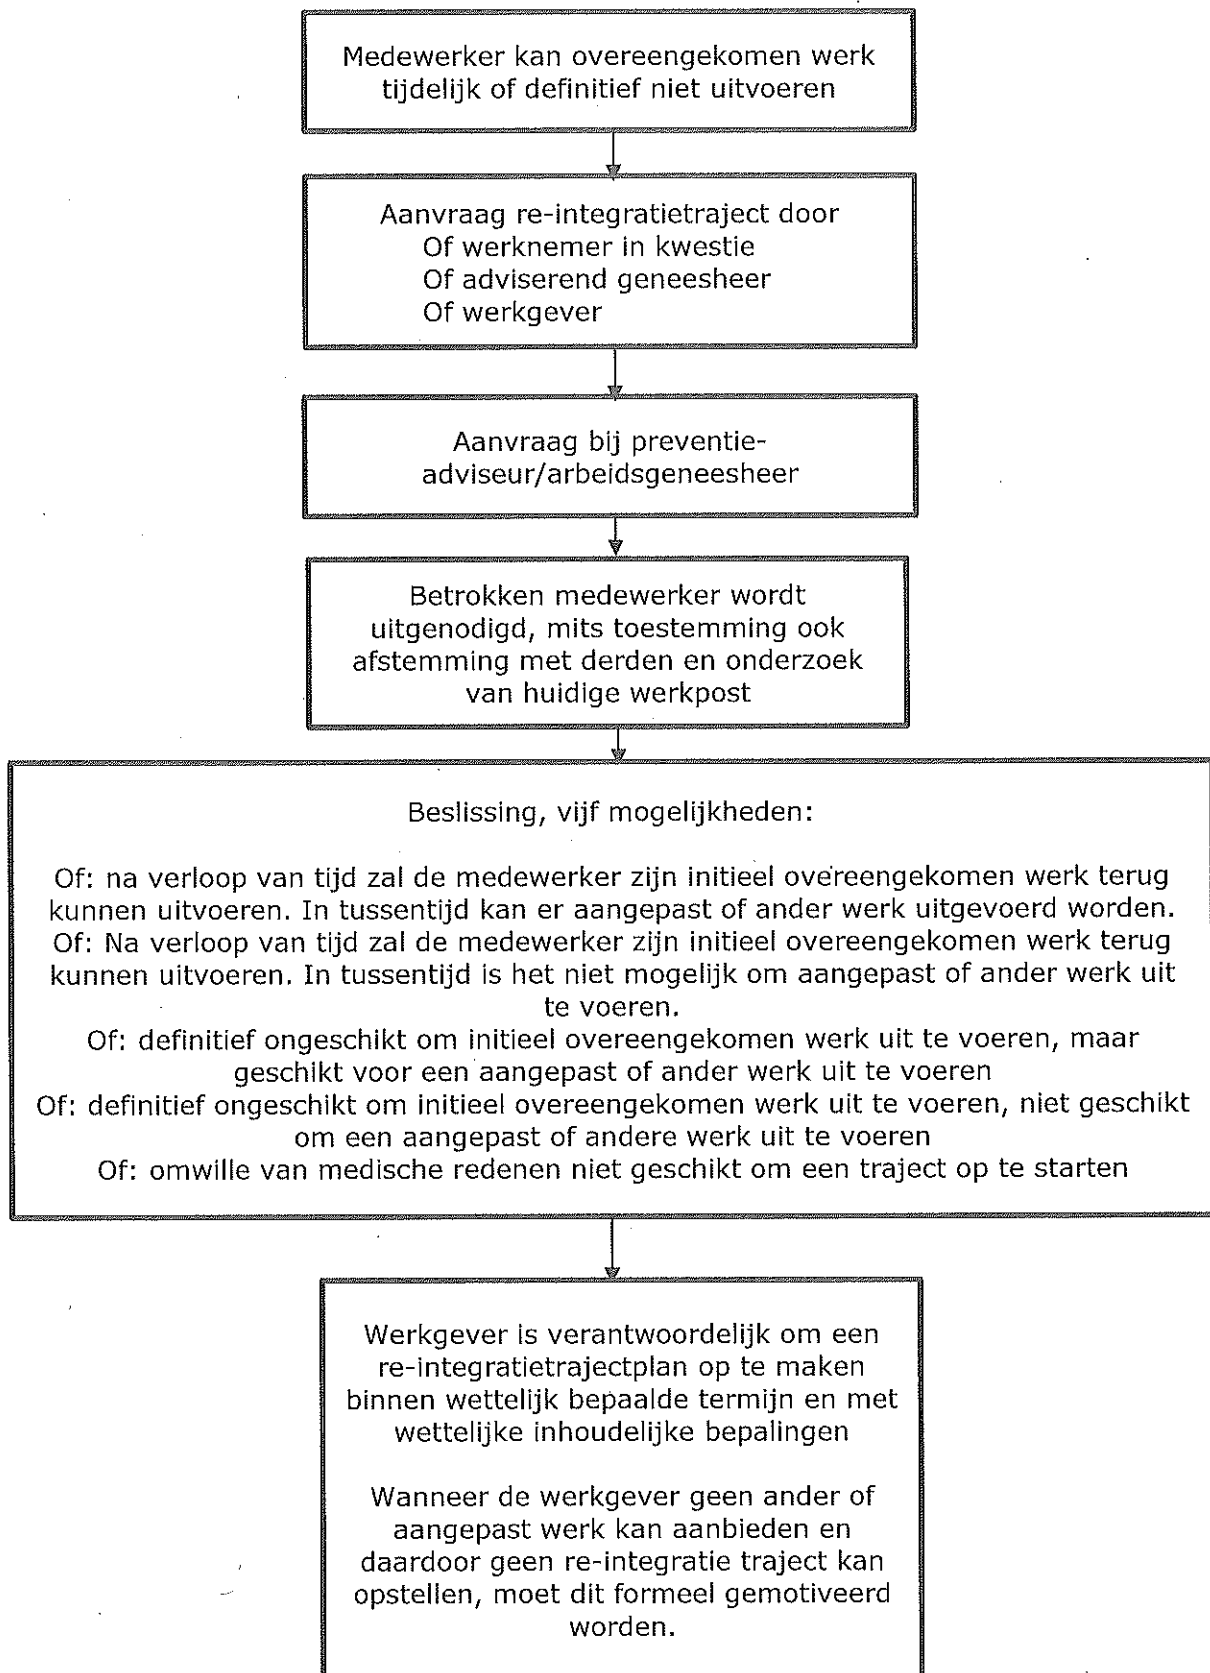 Medewerker kan overeengekomen werk
tijdelijk of definitief niet uitvoeren
Aanvraag re-integratietraject door
Of werknemer in kwestie
Of adviserend geneesheer
Of werkgever
Aanvraag bij preventie-
adviseur/arbeidsgeneesheer
Betrokken medewerker wordt
uitgenodigd, mits toestemming ook
afstemming met derden en onderzoek
van huidige werkpost
Beslissing, vijf mogelijkheden:
Of: na verloop van tijd zal de medewerker zijn initieel overeengekomen werk terug
kunnen uitvoeren. In tussentijd kan er aangepast of ander werk uitgevoerd worden.
Of: Na verloop van tijd zal de medewerker zijn initieel overeengekomen werk terug
kunnen uitvoeren. In tussentijd is het niet mogelijk om aangepast of ander werk uit
te voeren.
Of: definitief ongeschikt om initieel overeengekomen werk uit te voeren, maar
geschikt voor een aangepast of ander werk uit te voeren
Of: definitief ongeschikt om initieel overeengekomen werk uit te voeren, niet geschikt
om een aangepast of andere werk uit te voeren
Of: omwille van medische redenen niet geschikt om een traject op te starten
Werkgever is verantwoordelijk om een
re-integratietrajectplan op te maken
binnen wettelijk bepaalde termijn en met
wettelijke inhoudelijke bepalingen
Wanneer de werkgever geen ander of
aangepast werk kan aanbieden en
daardoor geen re-integratie traject kan
opstellen, moet dit formeel gemotiveerd
worden.